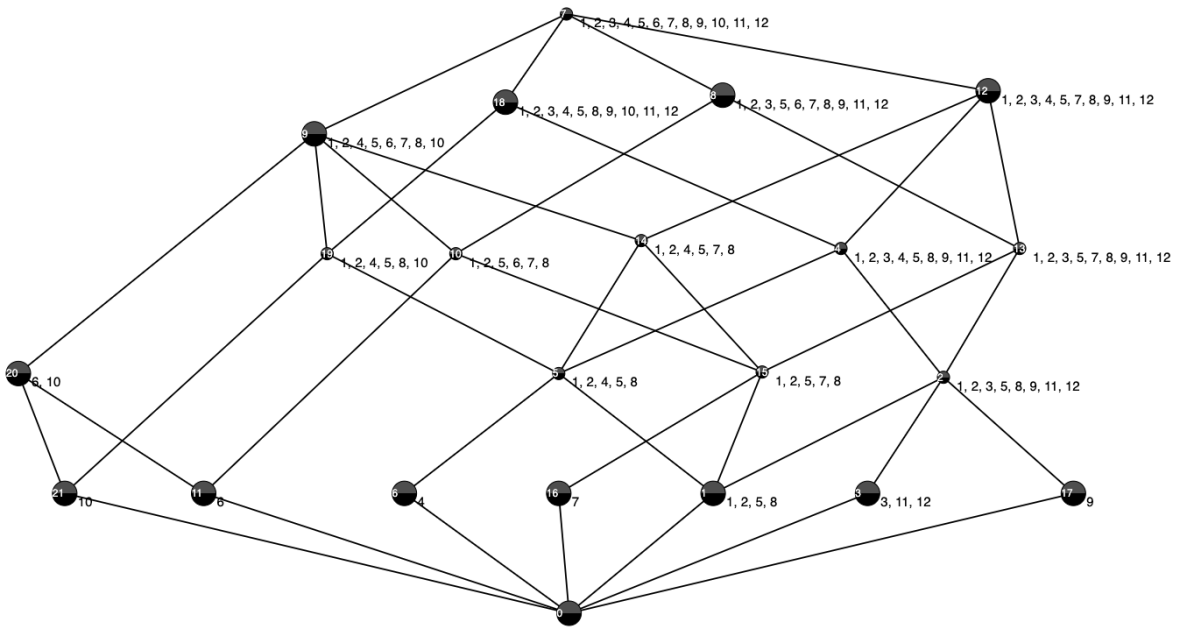 7
1, 2, 3, 4, 5, 6, 7, 8, 9, 10, 11, 12
18
1, 2, 3, 4, 5, 8, 9, 10, 11, 12
8
1, 2, 3, 5, 6, 7, 8, 9, 11, 12
12
1, 2, 3, 4, 5, 7, 8, 9, 11, 12
9
1, 2, 4, 5, 6, 7, 8, 10
19
1, 2, 4, 5, 8, 10
10
1, 2, 5, 6, 7, 8
14
1, 2, 4, 5, 7, 8
4
1, 2, 3, 4, 5, 8, 9, 11, 12
13
1, 2, 3, 5, 7, 8, 9, 11, 12
20
6, 10
5
1, 2, 4, 5, 8
15
1, 2, 5, 7, 8
2
1, 2, 3, 5, 8, 9, 11, 12
21
10
11
6
6
4
16
7
1
1, 2, 5, 8
3
3, 11, 12
17
9
0